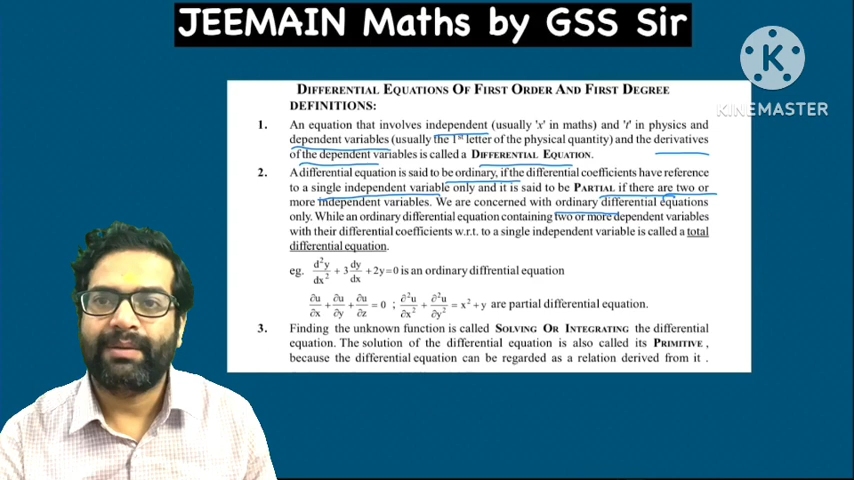 JEEMAIN Maths by GSS Sir
K
KINEMASTER
DIFFERENTIAL EQUATIONS OF FIRST ORDER AND FIRST DEGREE
DEFINITIONS:
1. An equation that involves independent (usually 'x' in maths) and 't' in physics and
dependent variables (usually the 1st letter of the physical quantity) and the derivatives
of the dependent variables is called a DIFFERENTIAL EQUATION.
2. A differential equation is said to be ordinary, if the differential coefficients have reference
to a single independent variable only and it is said to be PARTIAL if there are two or
more independent variables. We are concerned with ordinary differential equations
only. While an ordinary differential equation containing two or more dependent variables
with their differential coefficients w.r.t. to a single independent variable is called a total
differential equation.
eg. d²y/dx² + 3 dy/dx + 2y = 0 is an ordinary diffrential equation
∂u/∂x + ∂u/∂y + ∂u/∂z = 0 ; ∂²u/∂x² + ∂²u/∂y² = x² + y are partial differential equation.
3. Finding the unknown function is called SOLVING OR INTEGRATING the differential
equation. The solution of the differential equation is also called its PRIMITIVE,
because the differential equation can be regarded as a relation derived from it .